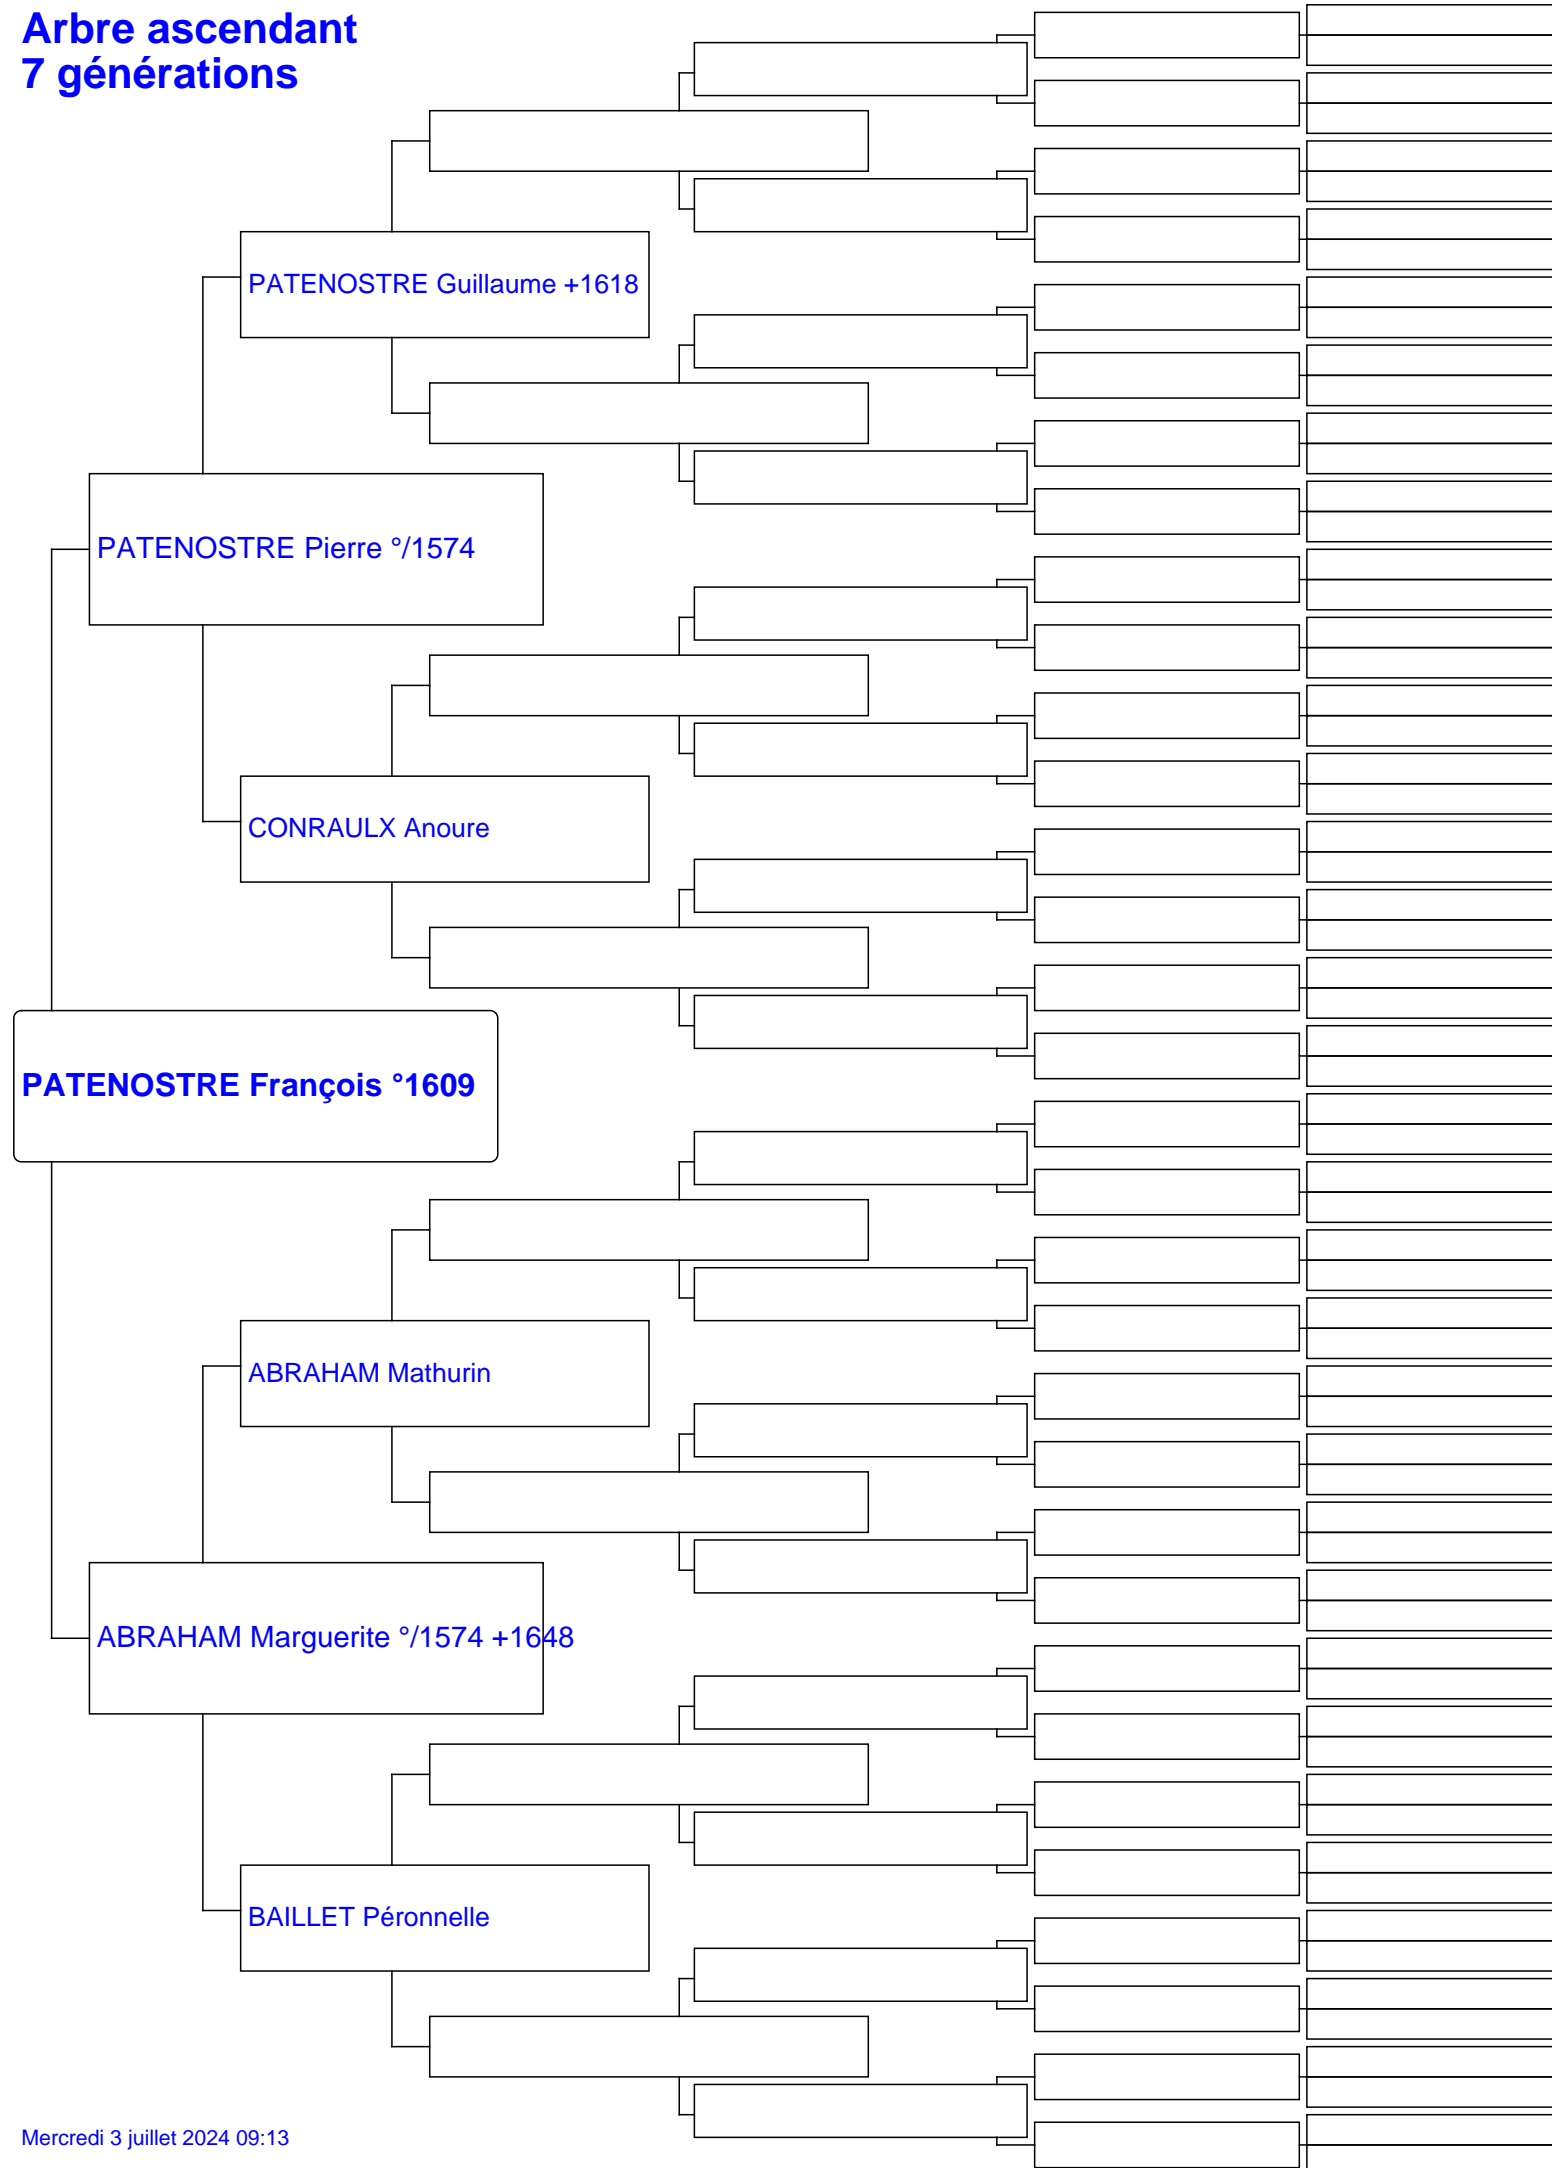 Arbre ascendant
7 générations
PATENOSTRE Guillaume +1618
PATENOSTRE Pierre °/1574
CONRAULX Anoure
PATENOSTRE François °1609
ABRAHAM Mathurin
ABRAHAM Marguerite °/1574 +1648
BAILLET Péronnelle
Mercredi 3 juillet 2024 09:13